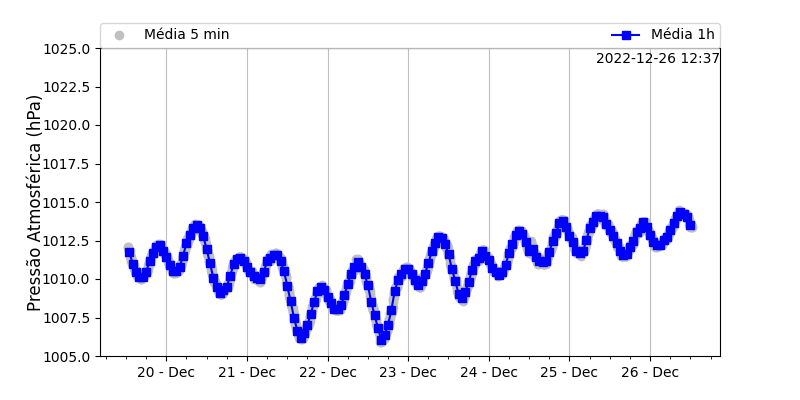 Média 5 min
Média 1h
2022-12-26 12:37
Pressão Atmosférica (hPa)
1025.0
1022.5
1020.0
1017.5
1015.0
1012.5
1010.0
1007.5
1005.0
20 - Dec
21 - Dec
22 - Dec
23 - Dec
24 - Dec
25 - Dec
26 - Dec